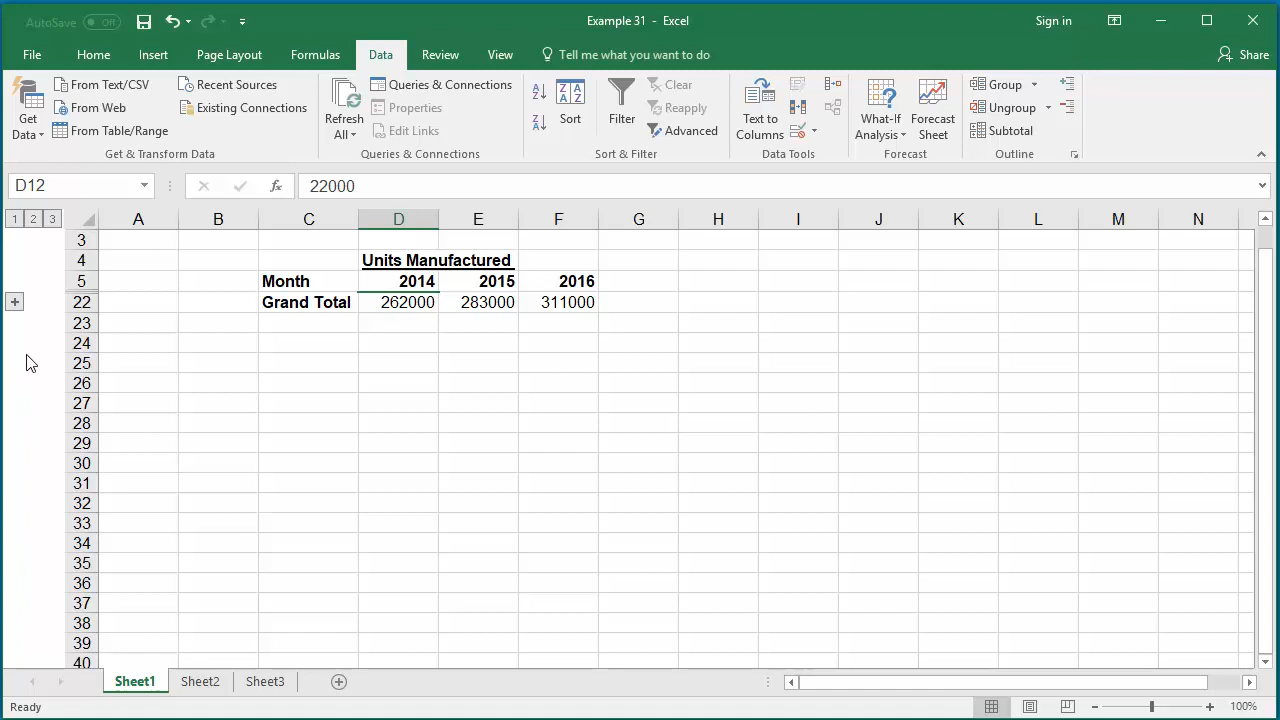 AutoSave Off Example 31 - Excel Sign in
File Home Insert Page Layout Formulas Data Review View Tell me what you want to do Share
Get Data
From Text/CSV
From Web
From Table/Range
Recent Sources
Existing Connections
Get & Transform Data
Refresh All
Queries & Connections
Properties
Edit Links
Queries & Connections
A Z
Z A
Z A A Z
Sort
Filter
Clear
Reapply
Advanced
Sort & Filter
Text to Columns
Data Tools
What-If Analysis
Forecast Sheet
Forecast
Group
Ungroup
Subtotal
Outline
D12 fx 22000
1 2 3 A B C D E F G H I J K L M N
3
4 Units Manufactured
5 Month 2014 2015 2016
22 Grand Total 262000 283000 311000
23
24
25
26
27
28
29
30
31
32
33
34
35
36
37
38
39
40
Sheet1 Sheet2 Sheet3
Ready 100%